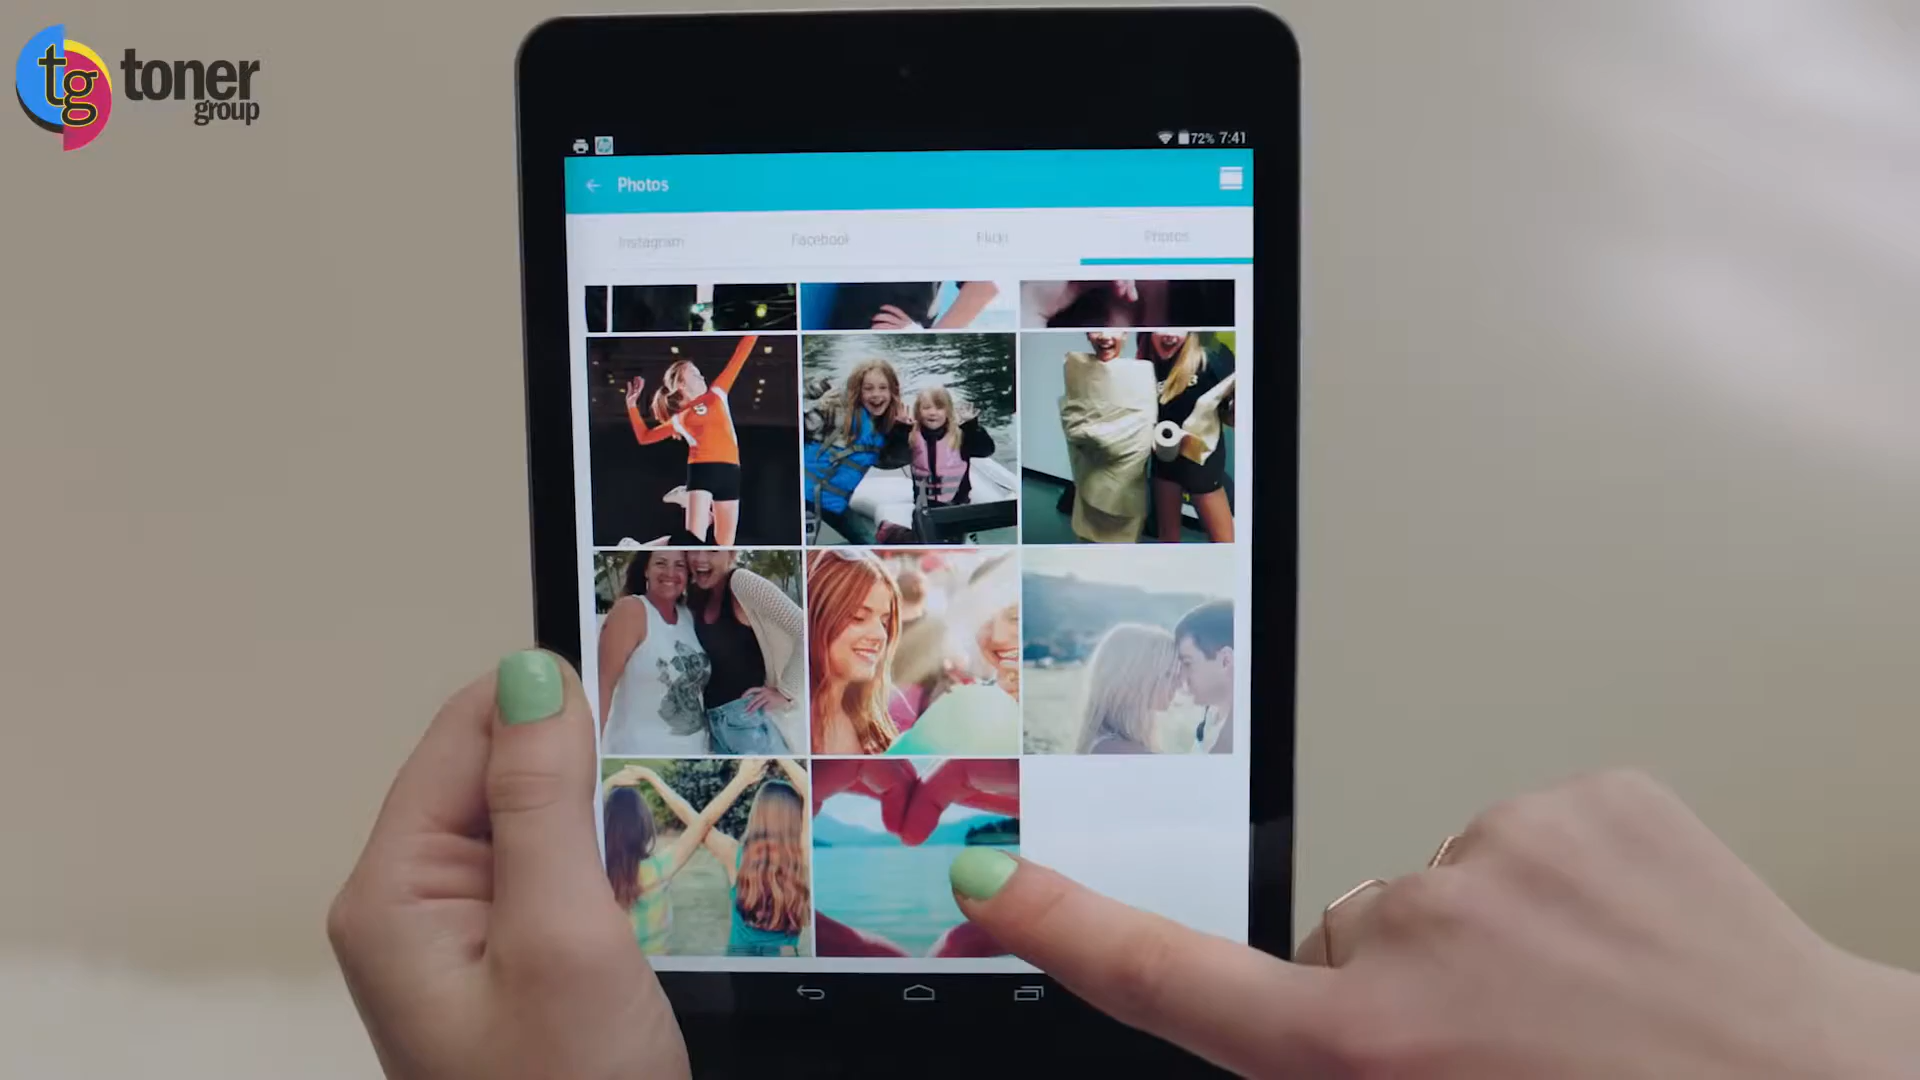 tg toner
group
72% 7:41
Photos
Instagram Facebook Flickr Photos
S